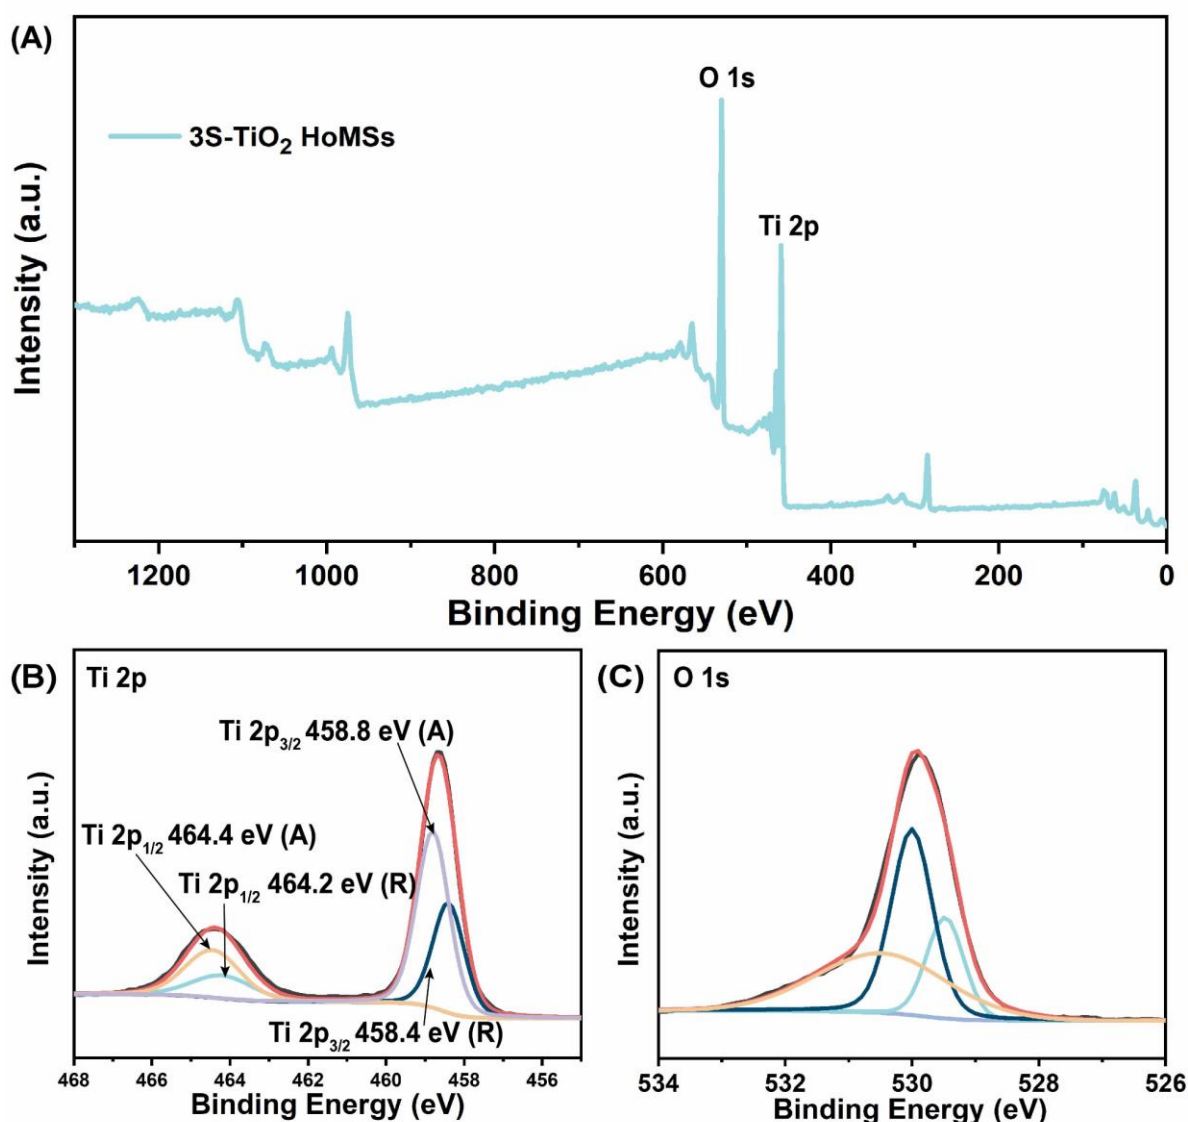 (A)
O 1s
3S-TiO₂ HoMSs
Ti 2p
Intensity (a.u.)
1200 1000 800 600 400 200 0
Binding Energy (eV)
(B) Ti 2p
Ti 2p₃/₂ 458.8 eV (A)
Ti 2p₁/₂ 464.4 eV (A)
Ti 2p₁/₂ 464.2 eV (R)
Ti 2p₃/₂ 458.4 eV (R)
Intensity (a.u.)
468 466 464 462 460 458 456
Binding Energy (eV)
(C) O 1s
Intensity (a.u.)
534 532 530 528 526
Binding Energy (eV)